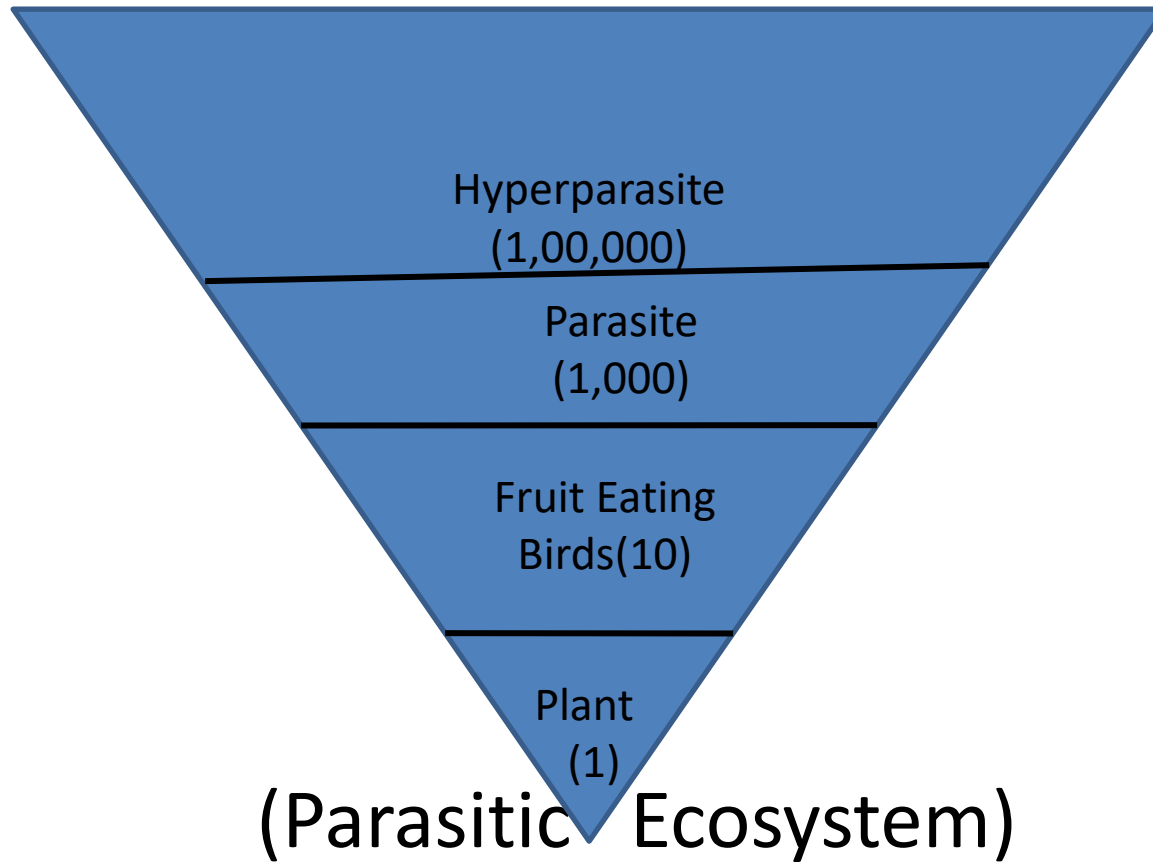 Hyperparasite
(1,00,000)
Parasite
(1,000)
Fruit Eating
Birds(10)
Plant
(1)
(Parasitic Ecosystem)